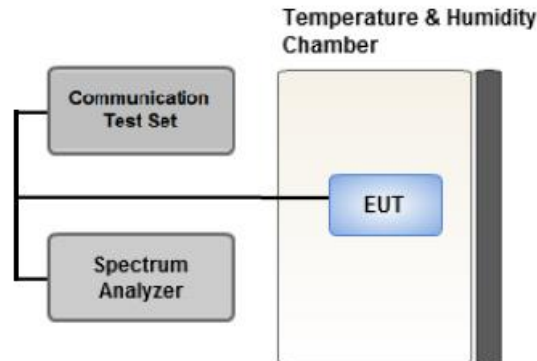 Temperature & Humidity
Chamber
Communication
Test Set
EUT
Spectrum
Analyzer